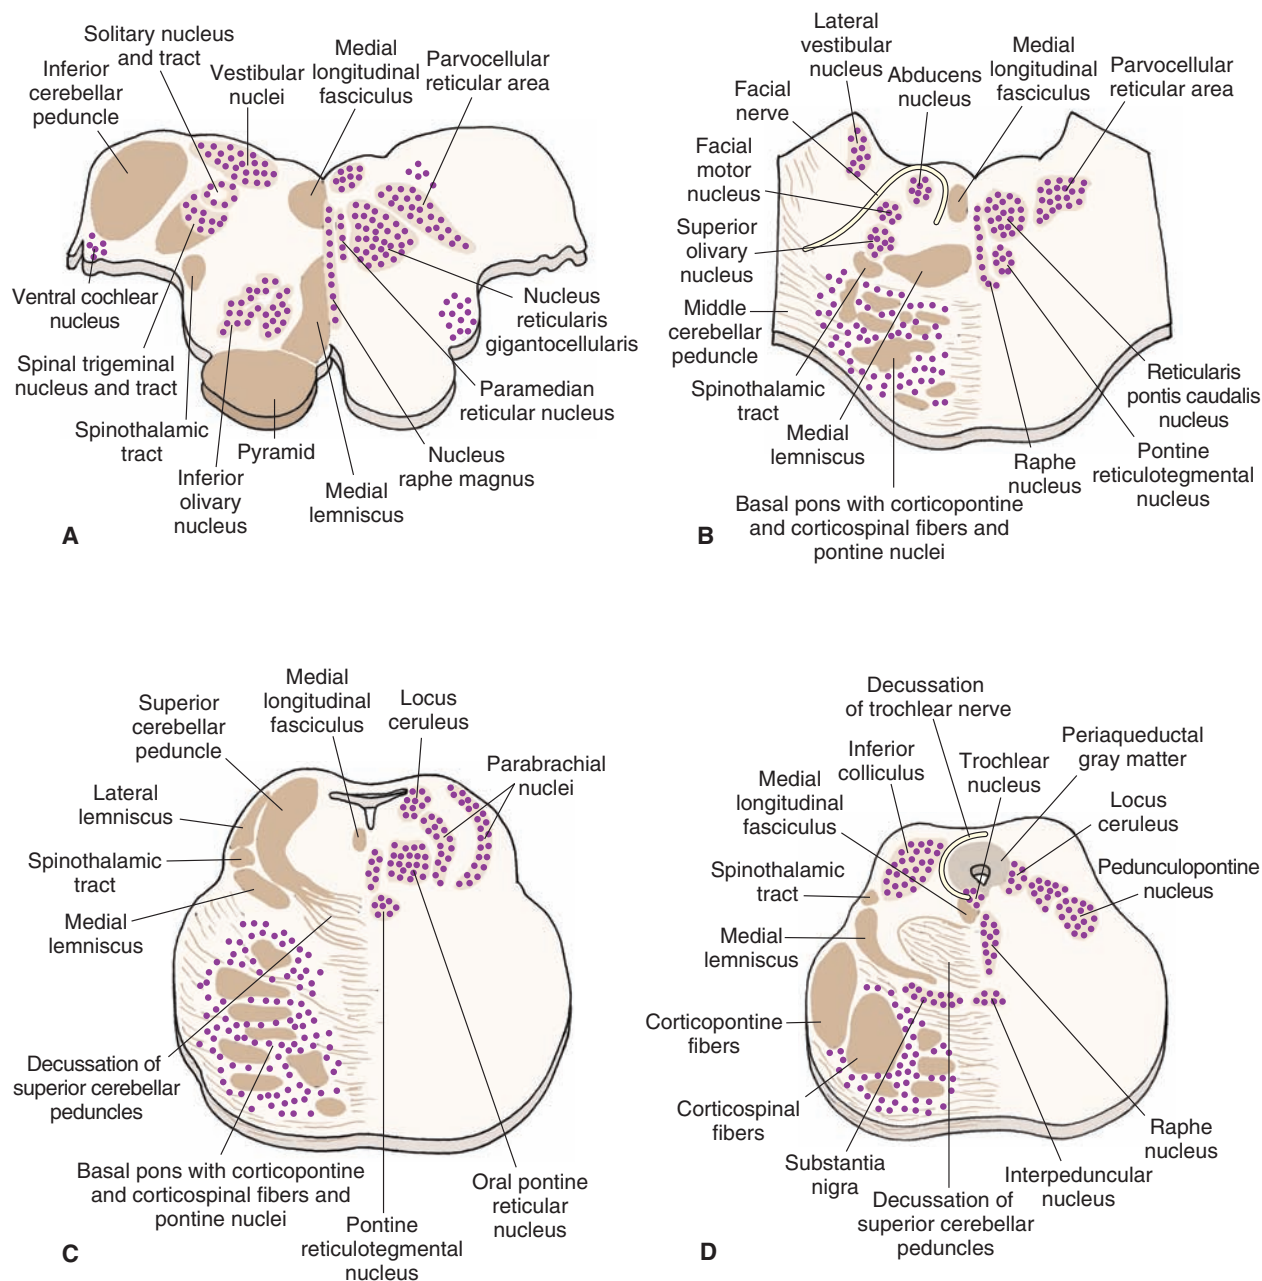 Solitary nucleus
and tract
Inferior
cerebellar
peduncle
Vestibular
nuclei
Medial
longitudinal
fasciculus
Parvocellular
reticular area
Ventral cochlear
nucleus
Spinal trigeminal
nucleus and tract
Spinothalamic
tract
Inferior
olivary
nucleus
Pyramid
Medial
lemniscus
Nucleus
raphe magnus
Paramedian
reticular nucleus
Nucleus
reticularis
gigantocellularis
A
Lateral
vestibular
nucleus
Facial
nerve
Abducens
nucleus
Medial
longitudinal
fasciculus
Parvocellular
reticular area
Facial
motor
nucleus
Superior
olivary
nucleus
Middle
cerebellar
peduncle
Spinothalamic
tract
Medial
lemniscus
Basal pons with corticopontine
and corticospinal fibers and
pontine nuclei
Raphe
nucleus
Pontine
reticulotegmental
nucleus
Reticularis
pontis caudalis
nucleus
B
Medial
longitudinal
fasciculus
Superior
cerebellar
peduncle
Locus
ceruleus
Parabrachial
nuclei
Lateral
lemniscus
Spinothalamic
tract
Medial
lemniscus
Decussation of
superior cerebellar
peduncles
Basal pons with corticopontine
and corticospinal fibers and
pontine nuclei
Pontine
reticulotegmental
nucleus
Oral pontine
reticular
nucleus
C
Decussation
of trochlear nerve
Inferior
colliculus
Trochlear
nucleus
Periaqueductal
gray matter
Medial
longitudinal
fasciculus
Locus
ceruleus
Spinothalamic
tract
Pedunculopontine
nucleus
Medial
lemniscus
Corticopontine
fibers
Corticospinal
fibers
Substantia
nigra
Decussation of
superior cerebellar
peduncles
Interpeduncular
nucleus
Raphe
nucleus
D